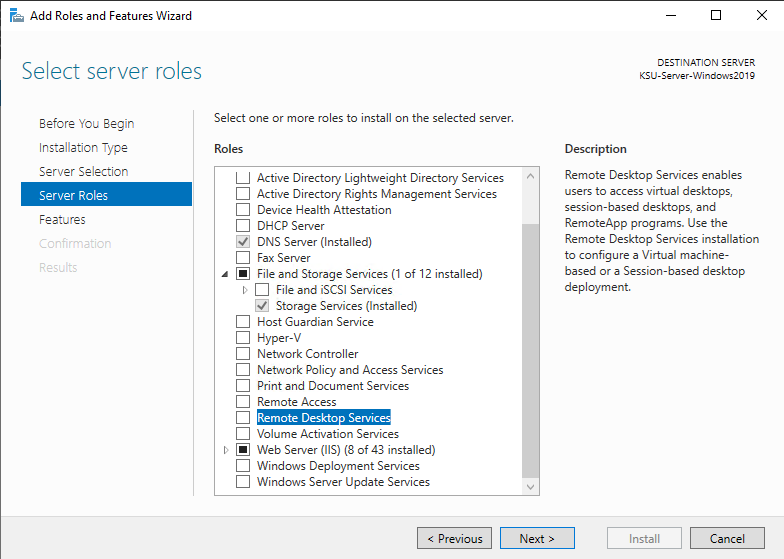 Add Roles and Features Wizard
Select server roles
DESTINATION SERVER
KSU-Server-Windows2019
Before You Begin
Installation Type
Server Selection
Server Roles
Features
Confirmation
Results
Select one or more roles to install on the selected server.
Roles
Active Directory Lightweight Directory Services
Active Directory Rights Management Services
Device Health Attestation
DHCP Server
DNS Server (Installed)
Fax Server
File and Storage Services (1 of 12 installed)
File and iSCSI Services
Storage Services (Installed)
Host Guardian Service
Hyper-V
Network Controller
Network Policy and Access Services
Print and Document Services
Remote Access
Remote Desktop Services
Volume Activation Services
Web Server (IIS) (8 of 43 installed)
Windows Deployment Services
Windows Server Update Services
Description
Remote Desktop Services enables
users to access virtual desktops,
session-based desktops, and
RemoteApp programs. Use the
Remote Desktop Services installation
to configure a Virtual machine-
based or a Session-based desktop
deployment.
< Previous
Next >
Install
Cancel